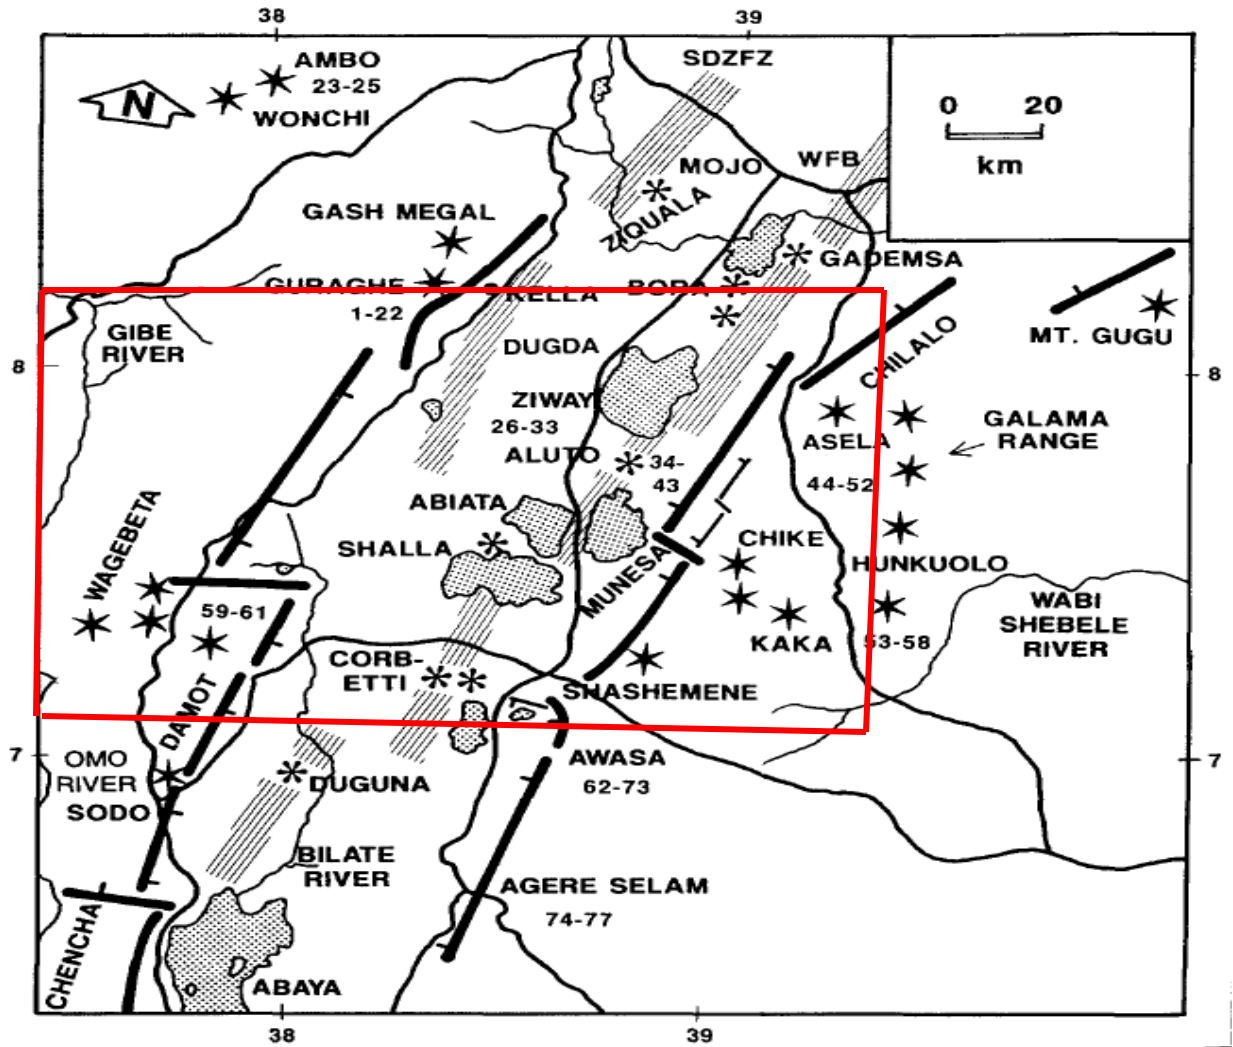 38
39
SDZFZ
AMBO
23-25
N
WONCHI
0 20
km
MOJO
WFB
ZIQUALA
GASH MEGAL
GADEMSA
GURAGHE
1-22
KELLA
BORA
GIBE
RIVER
DUGDA
CHILALO
MT. GUGU
8
8
ZIWAY
26-33
ASELA
GALAMA
RANGE
ALUTO
34-
43
44-52
ABIATA
WAGEBETA
SHALLA
CHIKE
MUNESA
HUNKUOLO
59-61
WABI
SHEBELE
RIVER
KAKA
53-58
CORB-
ETTI
SHASHEMENE
DAMOT
7
7
OMO
RIVER
AWASA
62-73
DUGUNA
SODO
BILATE
RIVER
AGERE SELAM
74-77
CHENCHA
ABAYA
38
39